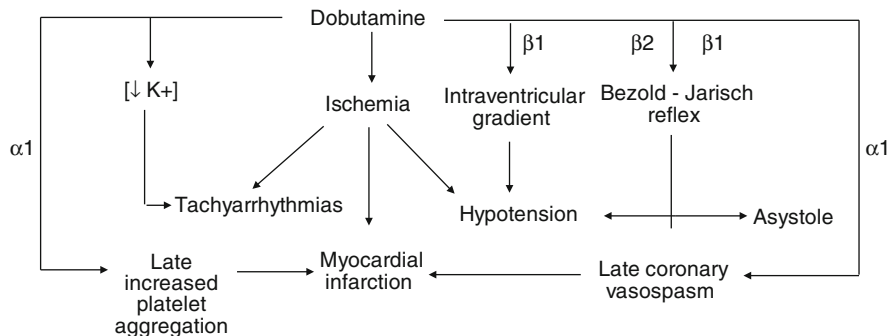 Dobutamine
β1
β2
β1
[↓ K+]
Ischemia
Intraventricular
gradient
Bezold - Jarisch
reflex
α1
α1
Tachyarrhythmias
Hypotension
Asystole
Late
increased
platelet
aggregation
Myocardial
infarction
Late coronary
vasospasm